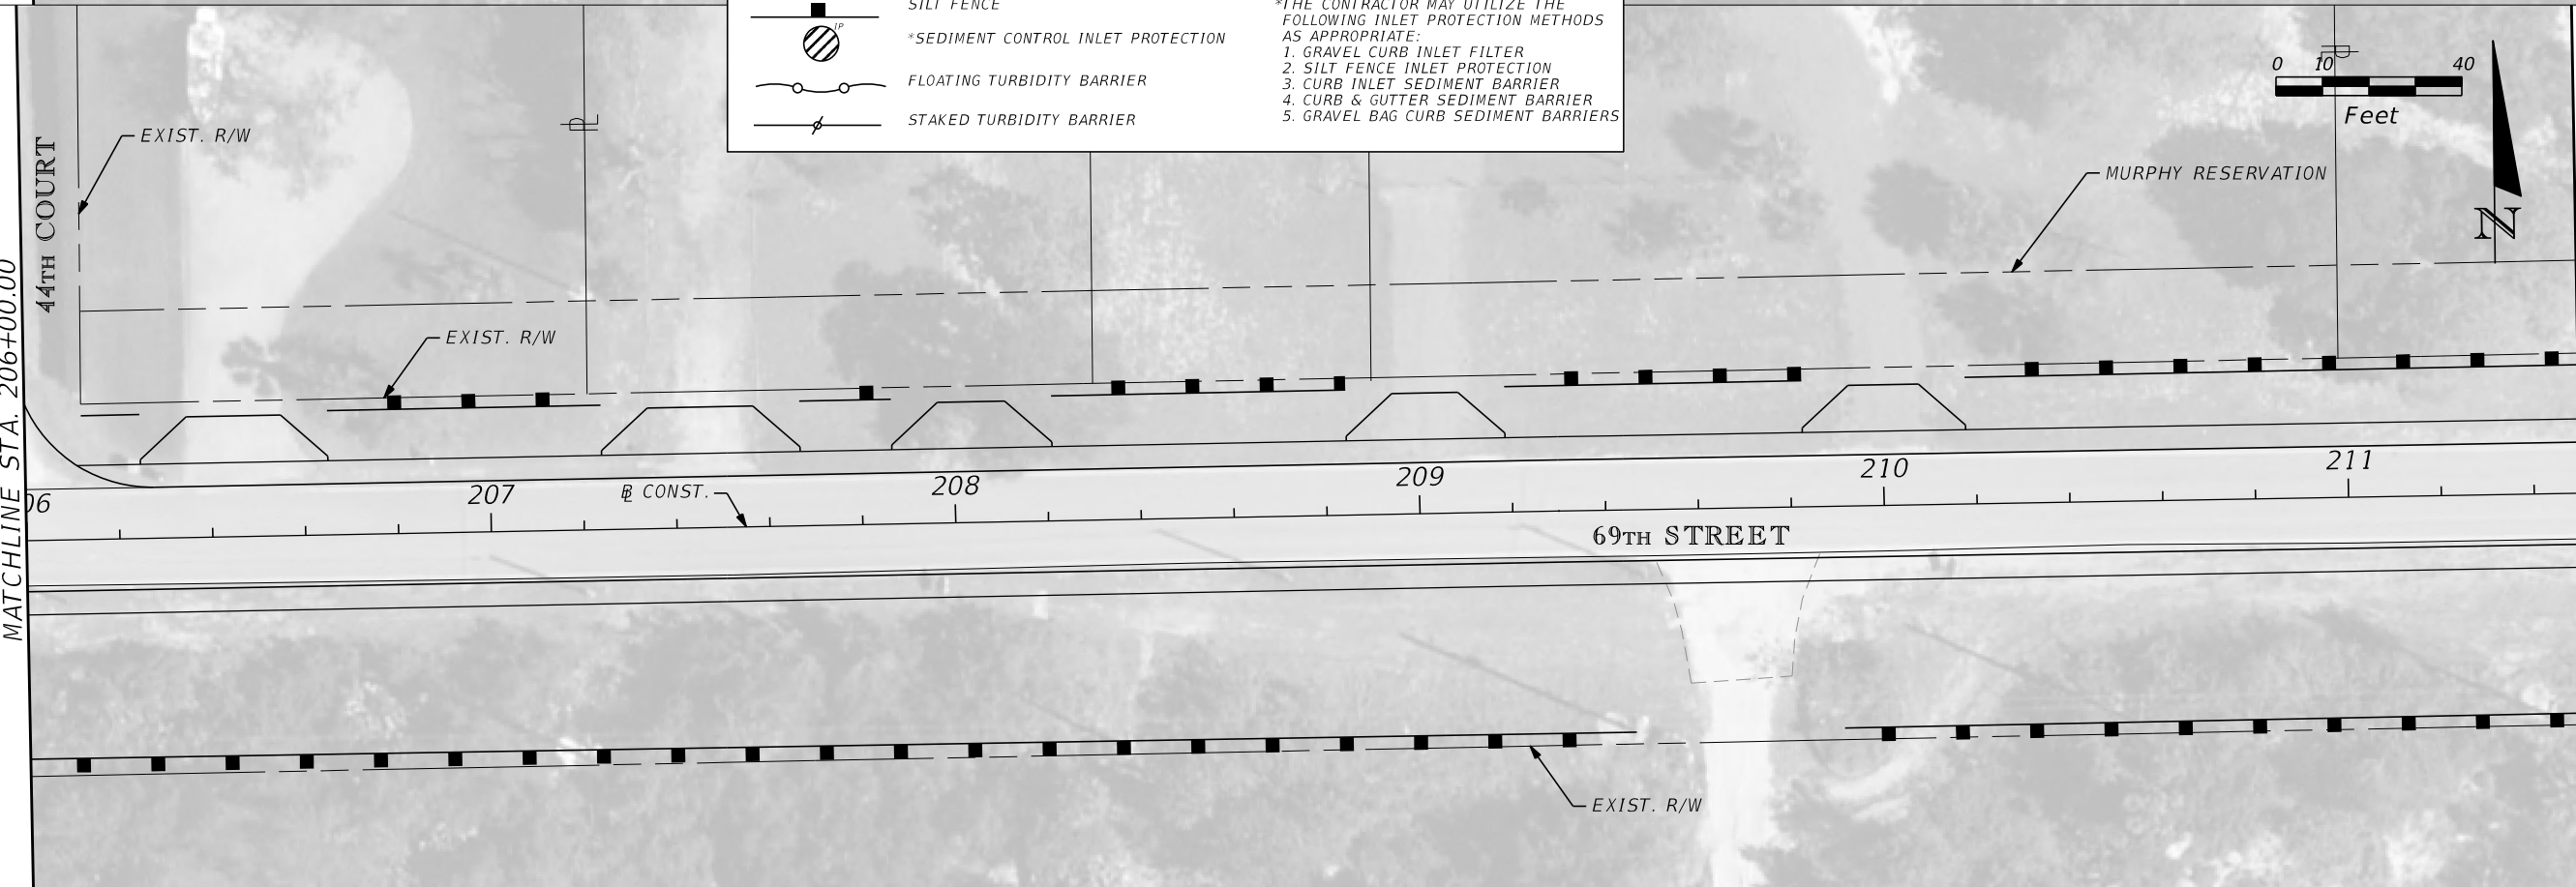 SILT FENCE
IP
*SEDIMENT CONTROL INLET PROTECTION
FLOATING TURBIDITY BARRIER
STAKED TURBIDITY BARRIER
*THE CONTRACTOR MAY UTILIZE THE
FOLLOWING INLET PROTECTION METHODS
AS APPROPRIATE:
1. GRAVEL CURB INLET FILTER
2. SILT FENCE INLET PROTECTION
3. CURB INLET SEDIMENT BARRIER
4. CURB & GUTTER SEDIMENT BARRIER
5. GRAVEL BAG CURB SEDIMENT BARRIERS
0 10 40
Feet
N
PL
EXIST. R/W
44TH COURT
MURPHY RESERVATION
MATCHLINE STA. 206+00.00
EXIST. R/W
06
207
BL CONST.
208
209
210
211
69TH STREET
EXIST. R/W